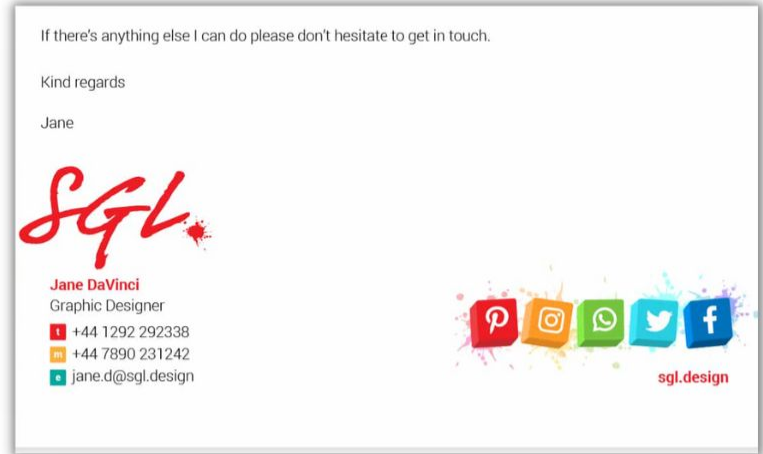 If there's anything else I can do please don't hesitate to get in touch.
Kind regards
Jane
SGL.
Jane DaVinci
Graphic Designer
t +44 1292 292338
m +44 7890 231242
e jane.d@sgl.design
sgl.design